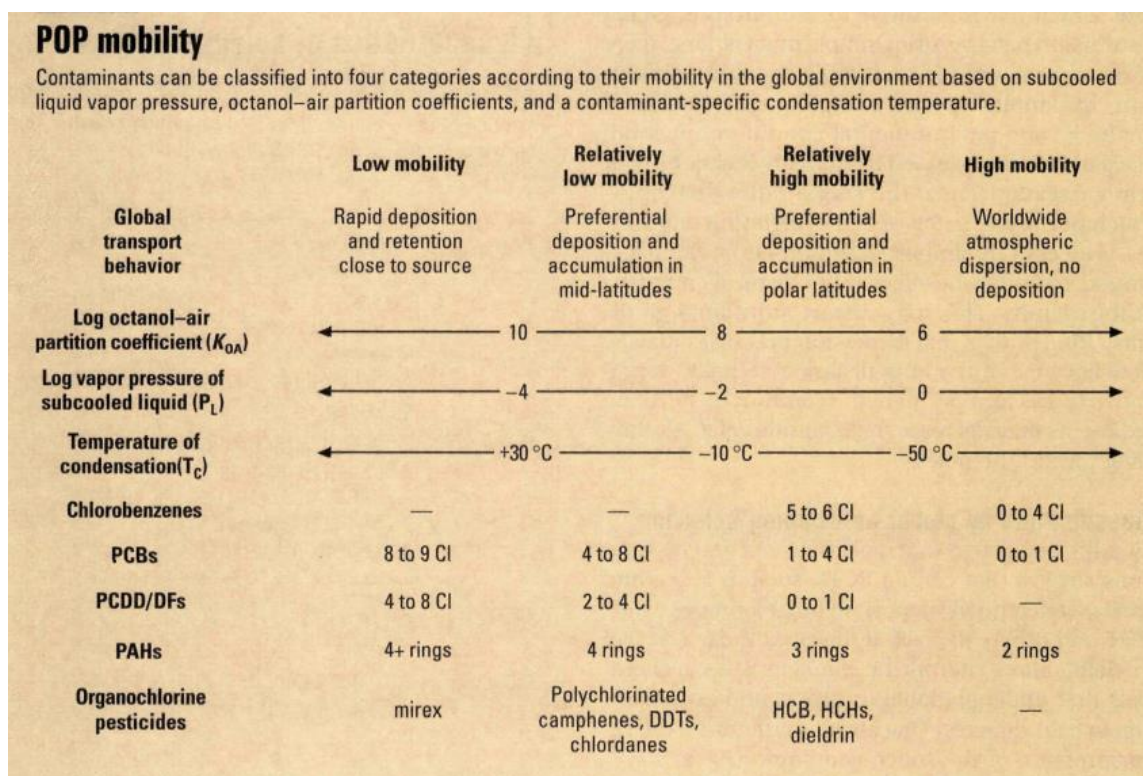 POP mobility
Contaminants can be classified into four categories according to their mobility in the global environment based on subcooled
liquid vapor pressure, octanol–air partition coefficients, and a contaminant-specific condensation temperature.
Low mobility
Relatively
low mobility
Relatively
high mobility
High mobility
Global
transport
behavior
Rapid deposition
and retention
close to source
Preferential
deposition and
accumulation in
mid-latitudes
Preferential
deposition and
accumulation in
polar latitudes
Worldwide
atmospheric
dispersion, no
deposition
Log octanol–air
partition coefficient (KOA)
10 8 6
Log vapor pressure of
subcooled liquid (PL)
–4 –2 0
Temperature of
condensation(TC)
+30 °C –10 °C –50 °C
Chlorobenzenes — — 5 to 6 Cl 0 to 4 Cl
PCBs 8 to 9 Cl 4 to 8 Cl 1 to 4 Cl 0 to 1 Cl
PCDD/DFs 4 to 8 Cl 2 to 4 Cl 0 to 1 Cl —
PAHs 4+ rings 4 rings 3 rings 2 rings
Organochlorine
pesticides
mirex
Polychlorinated
camphenes, DDTs,
chlordanes
HCB, HCHs,
dieldrin
—